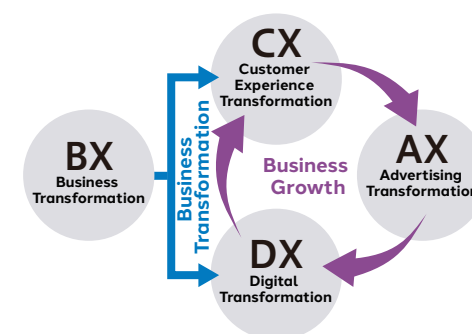 CX
Customer
Experience
Transformation
BX
Business
Transformation
Business
Transformation
Business
Growth
AX
Advertising
Transformation
DX
Digital
Transformation